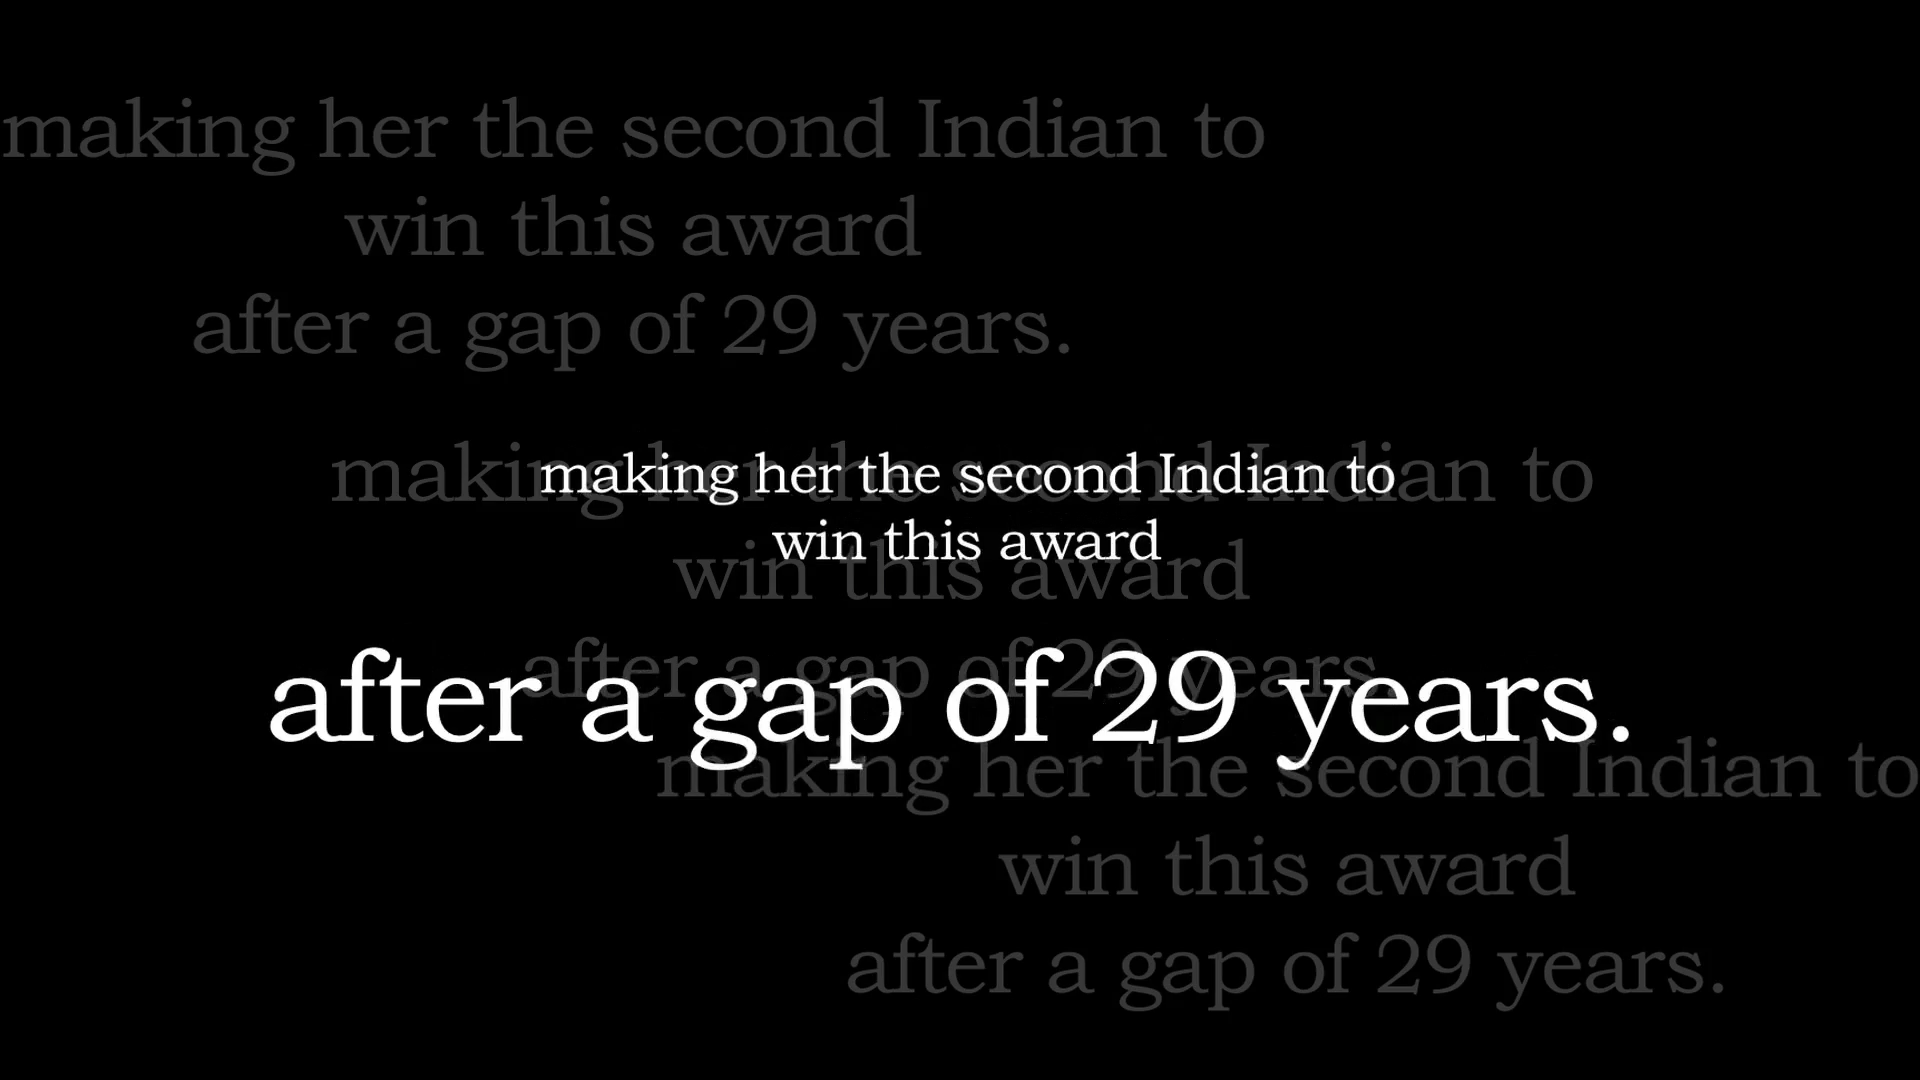 making her the second Indian to
win this award
after a gap of 29 years.
making her the second Indian to
win this award
after a gap of 29 years.
making her the second Indian to
win this award
after a gap of 29 years.
making her the second Indian to
win this award
after a gap of 29 years.